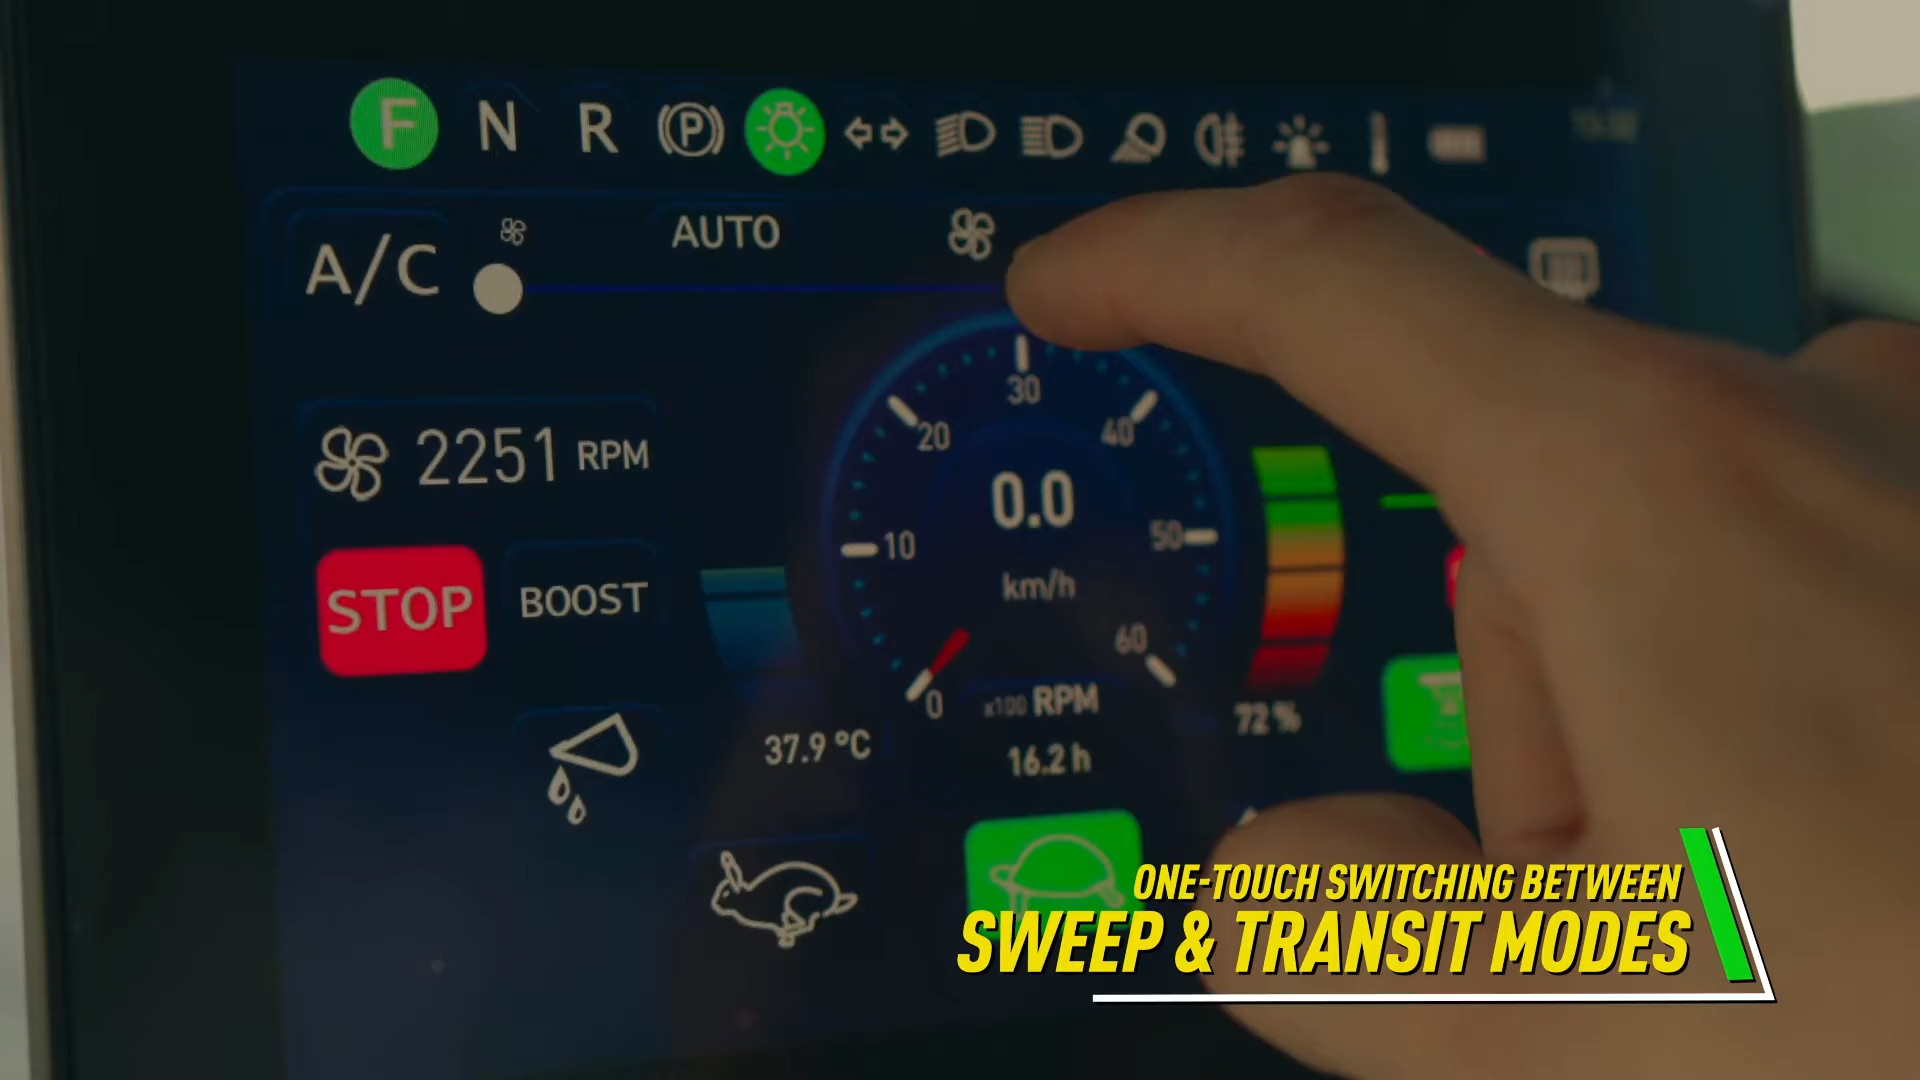 F N R P
A/C AUTO
2251 RPM
STOP BOOST
0 10 20 30 40 50 60
0.0
km/h
x100 RPM
37.9 °C
16.2 h
72 %
ONE-TOUCH SWITCHING BETWEEN
SWEEP & TRANSIT MODES